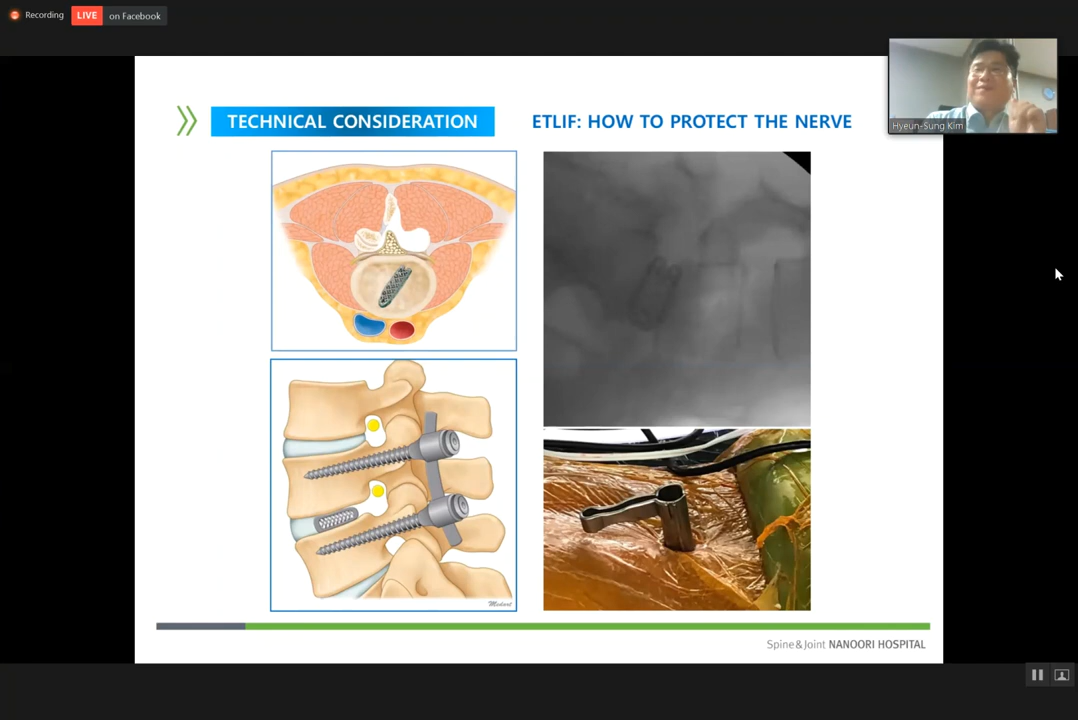 Recording
LIVE on Facebook
Hyeun-Sung Kim
TECHNICAL CONSIDERATION
ETLIF: HOW TO PROTECT THE NERVE
Medart
Spine & Joint NANOORI HOSPITAL